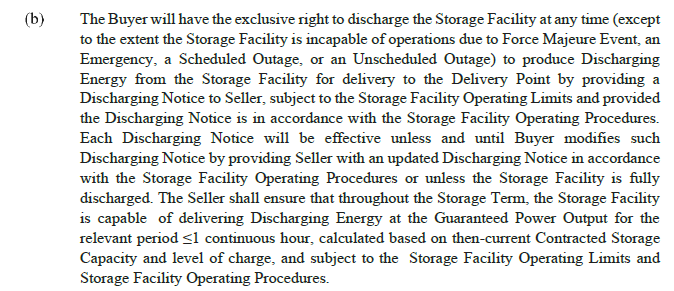 (b) The Buyer will have the exclusive right to discharge the Storage Facility at any time (except
to the extent the Storage Facility is incapable of operations due to Force Majeure Event, an
Emergency, a Scheduled Outage, or an Unscheduled Outage) to produce Discharging
Energy from the Storage Facility for delivery to the Delivery Point by providing a
Discharging Notice to Seller, subject to the Storage Facility Operating Limits and provided
the Discharging Notice is in accordance with the Storage Facility Operating Procedures.
Each Discharging Notice will be effective unless and until Buyer modifies such
Discharging Notice by providing Seller with an updated Discharging Notice in accordance
with the Storage Facility Operating Procedures or unless the Storage Facility is fully
discharged. The Seller shall ensure that throughout the Storage Term, the Storage Facility
is capable of delivering Discharging Energy at the Guaranteed Power Output for the
relevant period ≤1 continuous hour, calculated based on then-current Contracted Storage
Capacity and level of charge, and subject to the Storage Facility Operating Limits and
Storage Facility Operating Procedures.